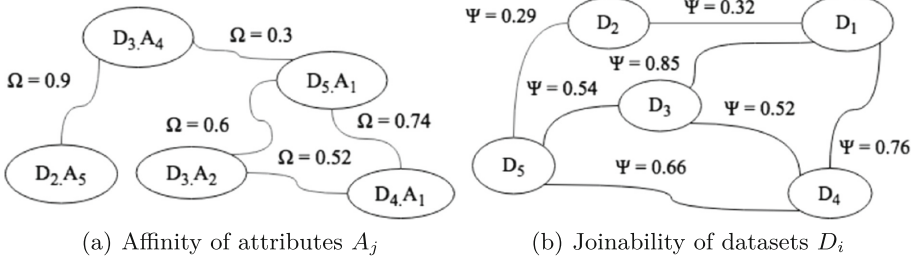 D3.A4
Ω = 0.3
Ω = 0.9
D5.A1
Ω = 0.6
Ω = 0.74
Ω = 0.52
D2.A5
D3.A2
D4.A1
(a) Affinity of attributes Aj
Ψ = 0.29
D2
Ψ = 0.32
D1
Ψ = 0.85
Ψ = 0.54
D3
Ψ = 0.52
Ψ = 0.76
D5
Ψ = 0.66
D4
(b) Joinability of datasets Di